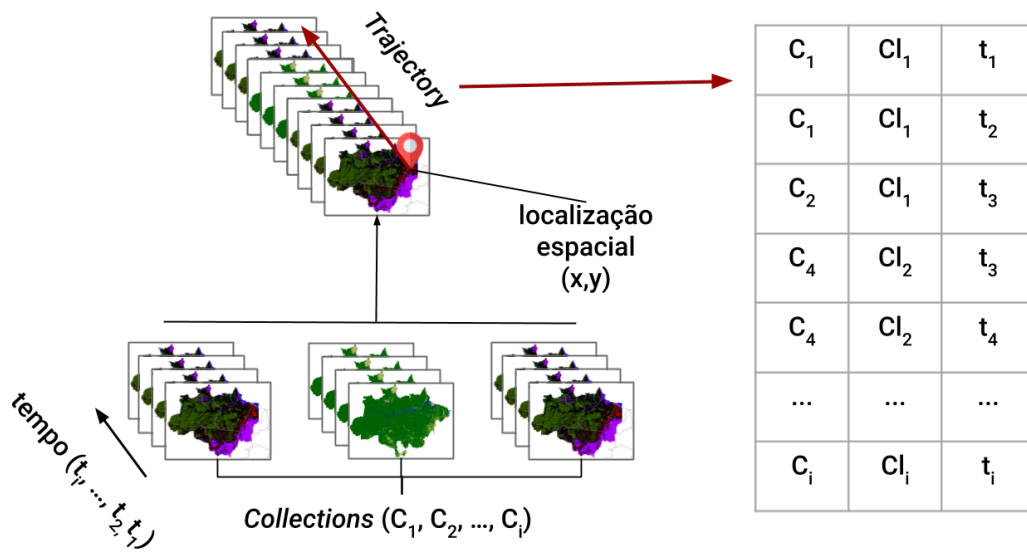 Trajectory
localização
espacial
(x,y)
tempo (tᵢ, ..., t₂, t₁)
Collections (C₁, C₂, ..., Cᵢ)
C₁ Cl₁ t₁
C₁ Cl₁ t₂
C₂ Cl₁ t₃
C₄ Cl₂ t₃
C₄ Cl₂ t₄
... ... ...
Cᵢ Clᵢ tᵢ